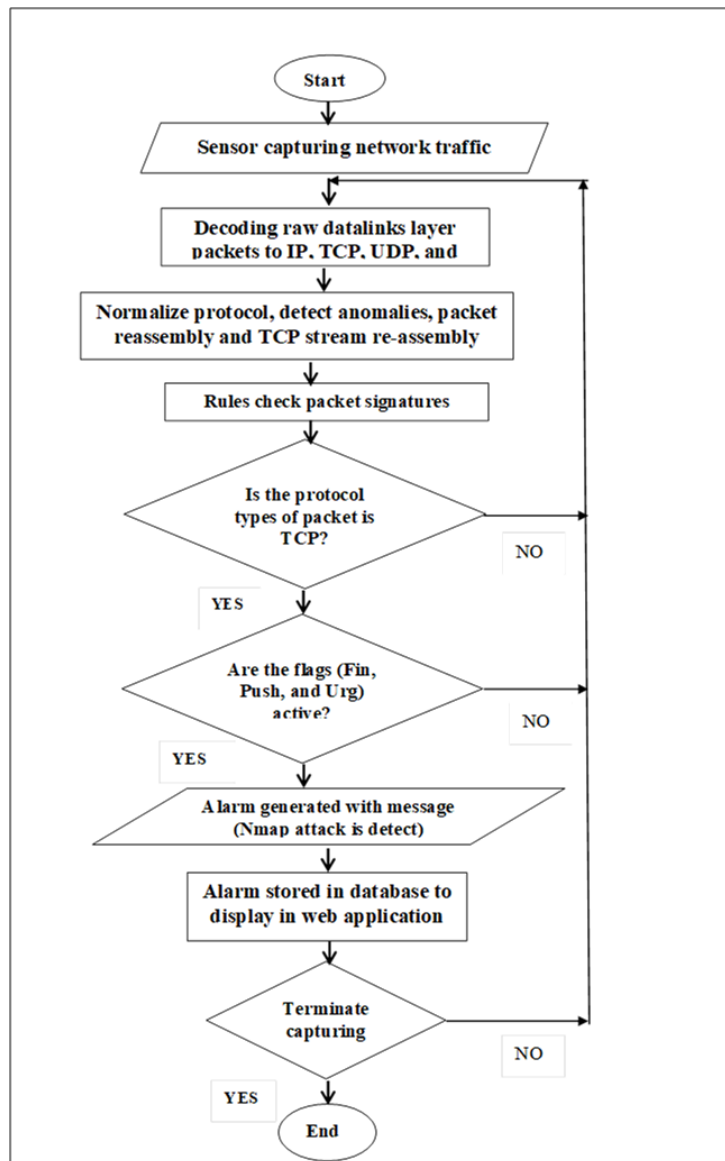 Start
Sensor capturing network traffic
Decoding raw datalinks layer
packets to IP, TCP, UDP, and
Normalize protocol, detect anomalies, packet
reassembly and TCP stream re-assembly
Rules check packet signatures
Is the protocol
types of packet is
TCP?
NO
YES
Are the flags (Fin,
Push, and Urg)
active?
NO
YES
Alarm generated with message
(Nmap attack is detect)
Alarm stored in database to
display in web application
Terminate
capturing
NO
YES
End